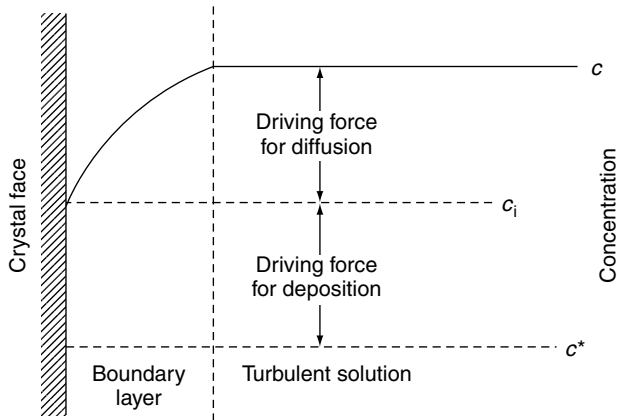 Crystal face
c
Driving force
for diffusion
cᵢ
Driving force
for deposition
c*
Boundary
layer
Turbulent solution
Concentration